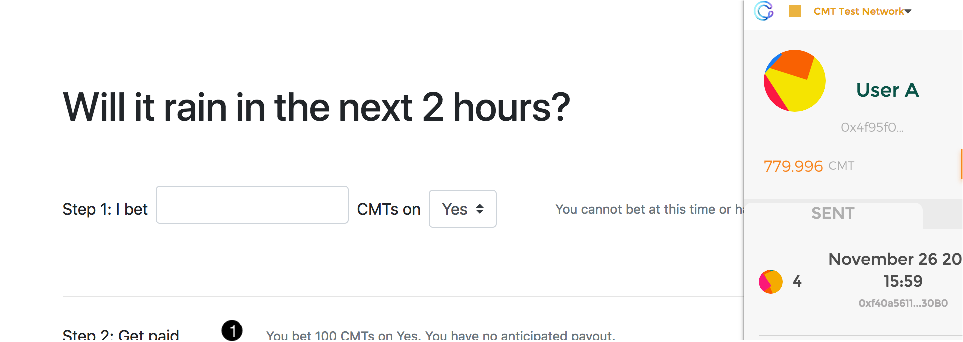 CMT Test Network
Will it rain in the next 2 hours?
User A
0x4f95f0...
779.996 CMT
Step 1: I bet CMTs on Yes You cannot bet at this time or
SENT
November 26 20
4 15:59
0xf40a5611...30B0
Step 2: Get paid 1 You bet 100 CMTs on Yes. You have no anticipated payout.